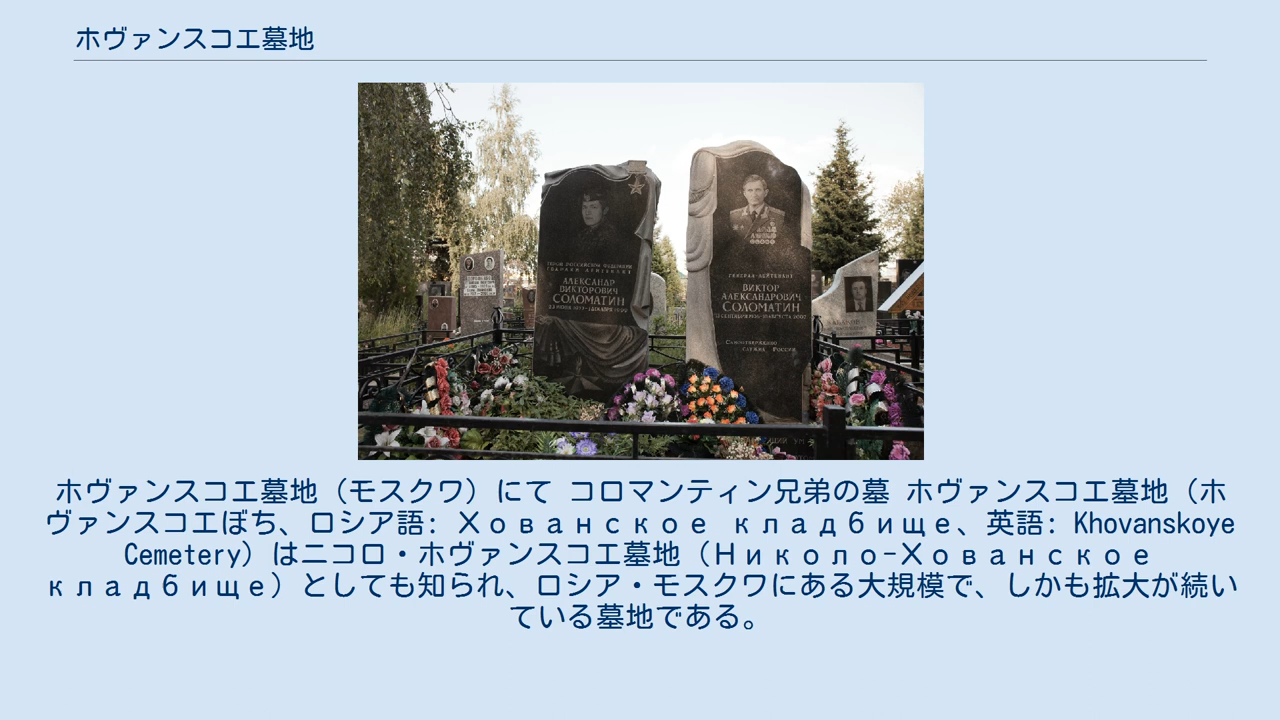 ホヴァンスコエ墓地
АЛЕКСАНДР
ВИКТОРОВИЧ
СОЛОМАТИН
ГЕНЕРАЛ-ЛЕЙТЕНАНТ
ВИКТОР
АЛЕКСАНДРОВИЧ
СОЛОМАТИН
ホヴァンスコエ墓地（モスクワ）にて コロマンティン兄弟の墓 ホヴァンスコエ墓地（ホ
ヴァンスコエぼち、ロシア語: Хованское кладбище、英語: Khovanskoye
Cemetery）はニコロ・ホヴァンスコエ墓地（Николо-Хованское
кладбище）としても知られ、ロシア・モスクワにある大規模で、しかも拡大が続い
ている墓地である。